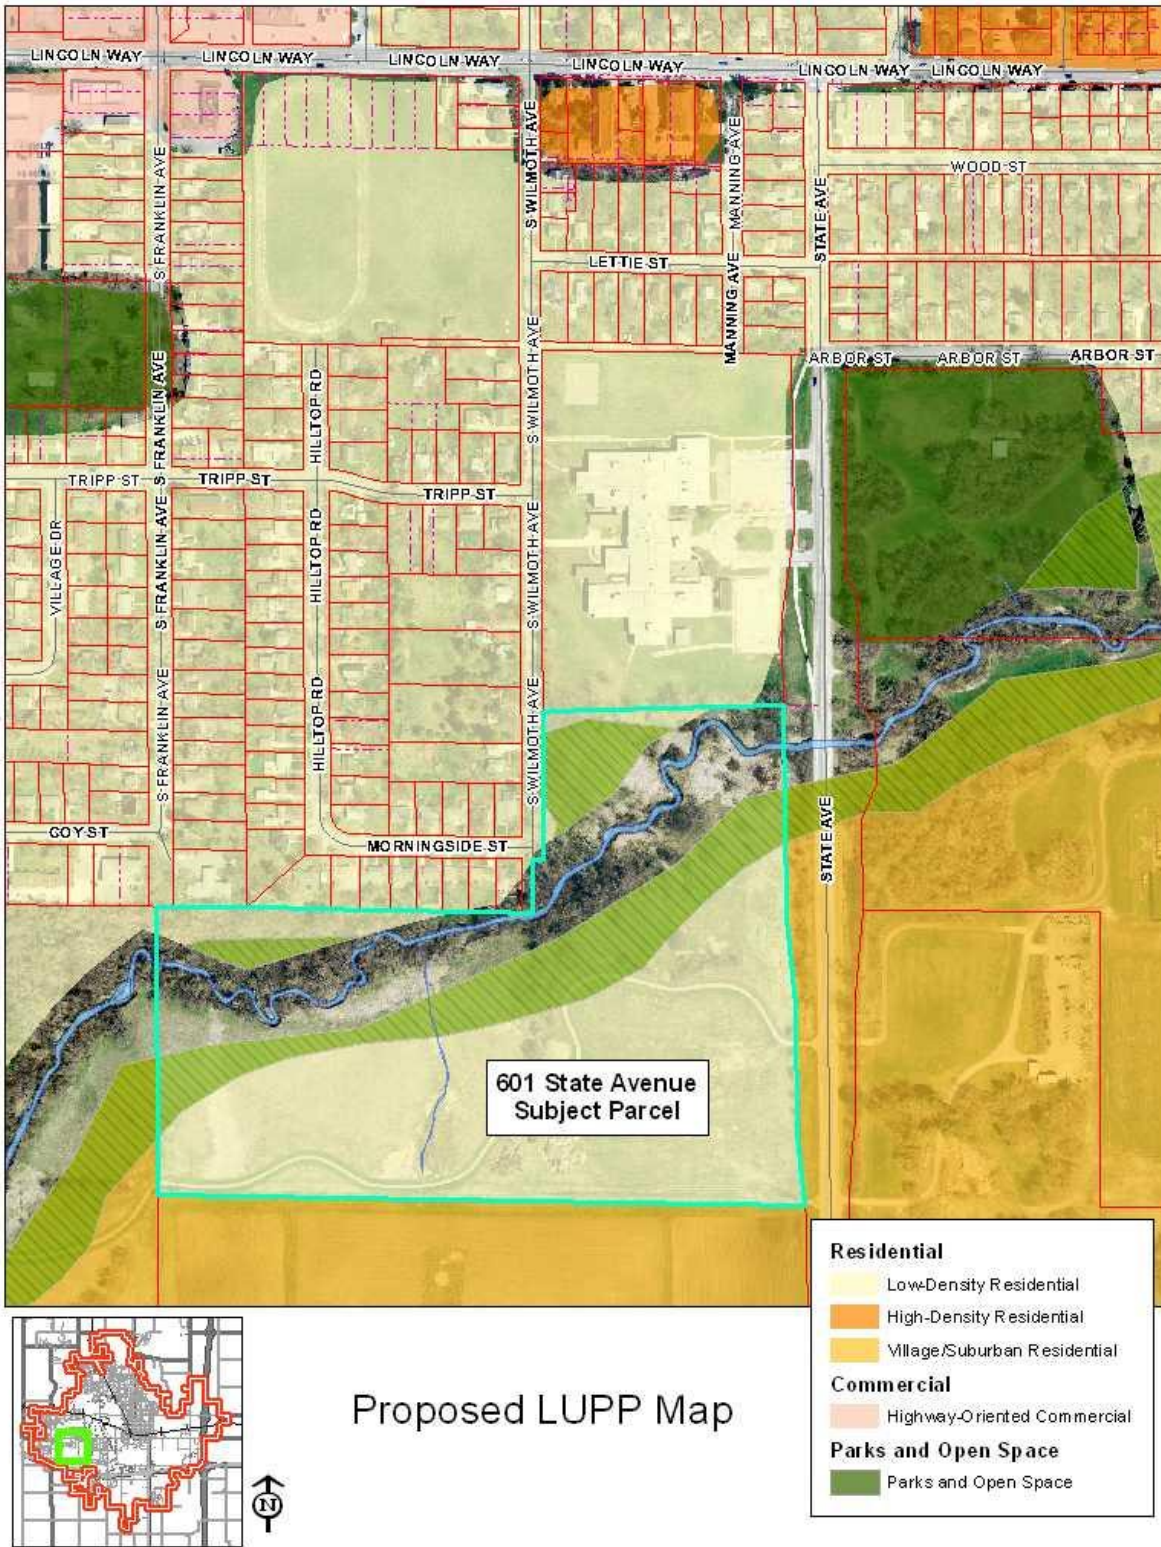 LINCOLN WAY
LINCOLN WAY
LINCOLN WAY
LINCOLN WAY
LINCOLN WAY
LINCOLN WAY
S FRANKLIN AVE
S WILMOTH AVE
MANNING AVE
STATE AVE
WOOD ST
LETTIE ST
MANNING AVE
S WILMOTH AVE
ARBOR ST
ARBOR ST
ARBOR ST
S FRANKLIN AVE
HILLTOP RD
TRIPP ST
TRIPP ST
TRIPP ST
VILLAGE DR
S FRANKLIN AVE
HILLTOP RD
S WILMOTH AVE
S FRANKLIN AVE
HILLTOP RD
S WILMOTH AVE
COY ST
MORNINGSIDE ST
STATE AVE
601 State Avenue
Subject Parcel
Residential
Low-Density Residential
High-Density Residential
Village/Suburban Residential
Commercial
Highway-Oriented Commercial
Parks and Open Space
Parks and Open Space
Proposed LUPP Map
N